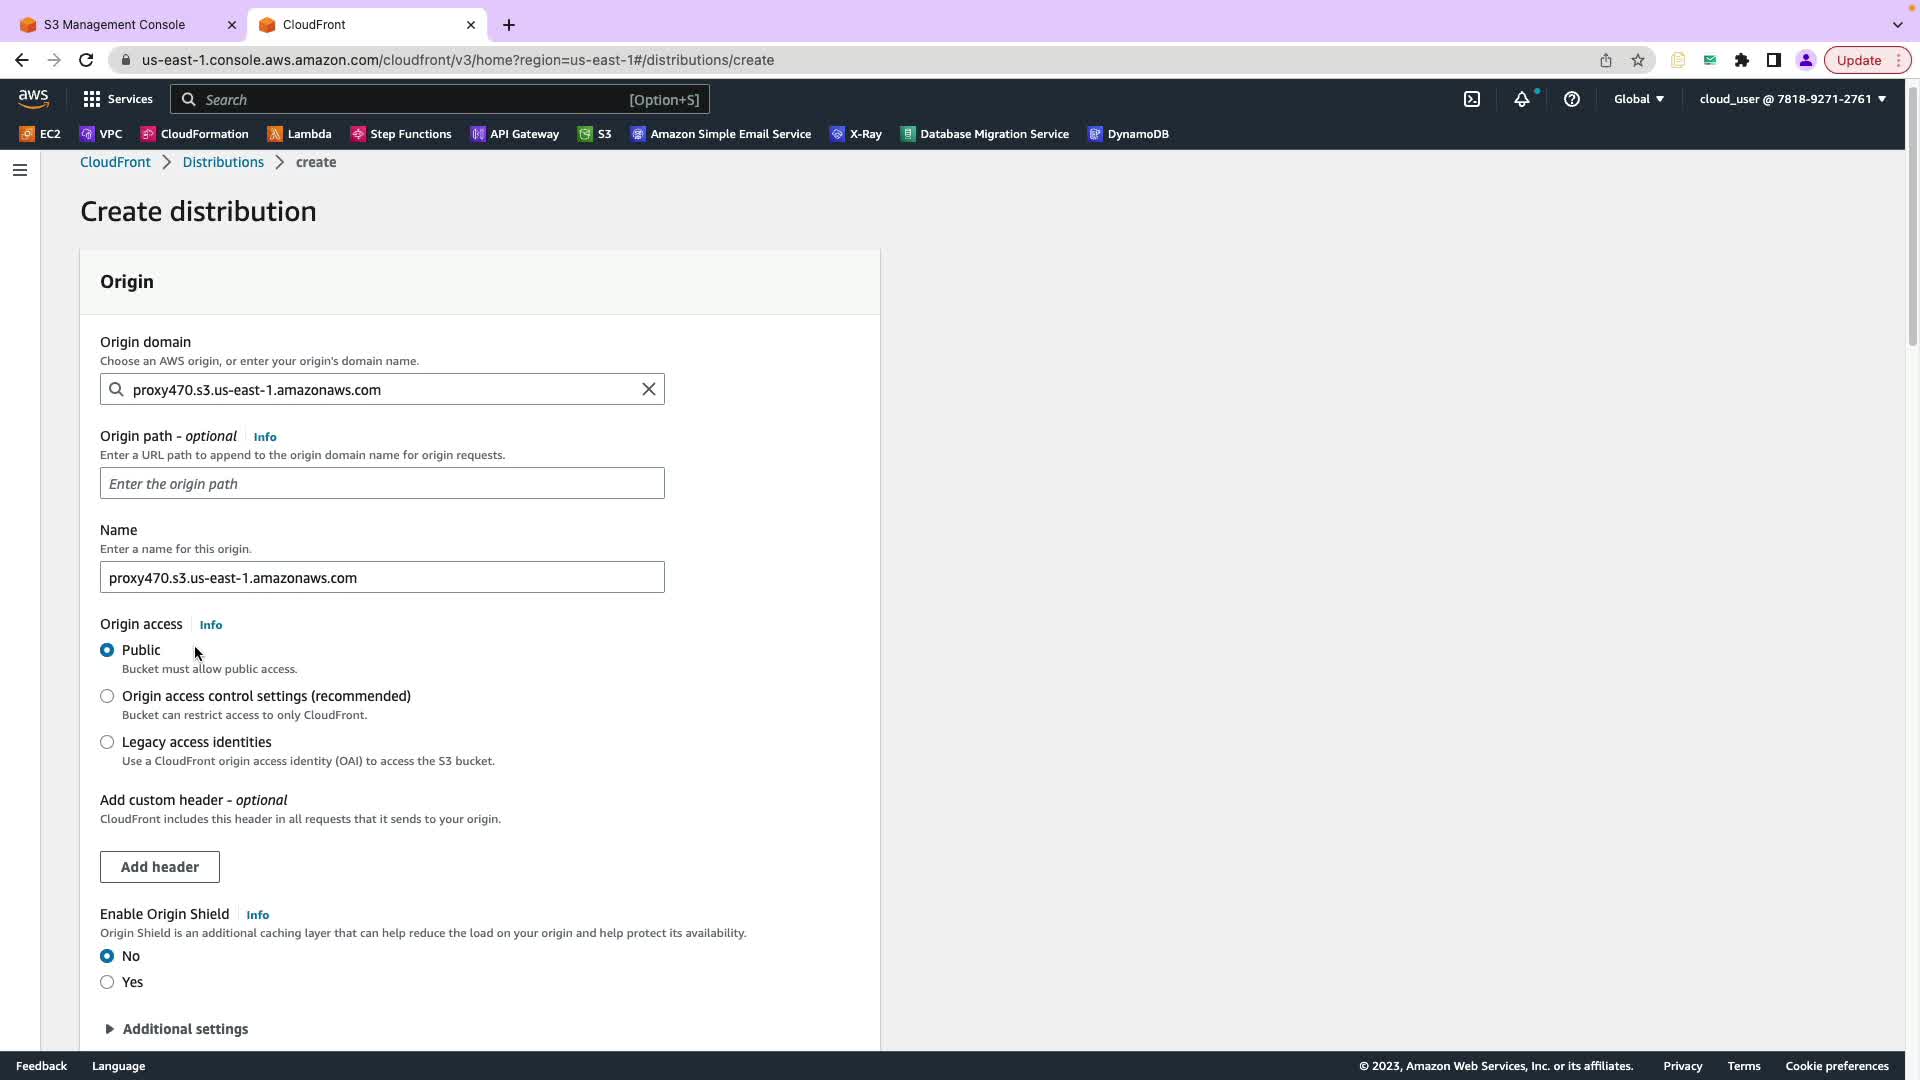 S3 Management Console
CloudFront
us-east-1.console.aws.amazon.com/cloudfront/v3/home?region=us-east-1#/distributions/create
Update
aws
Services
Search
[Option+S]
Global
cloud_user @ 7818-9271-2761
EC2
VPC
CloudFormation
Lambda
Step Functions
API Gateway
S3
Amazon Simple Email Service
X-Ray
Database Migration Service
DynamoDB
CloudFront
Distributions
create
Create distribution
Origin
Origin domain
Choose an AWS origin, or enter your origin's domain name.
proxy470.s3.us-east-1.amazonaws.com
Origin path - optional
Info
Enter a URL path to append to the origin domain name for origin requests.
Enter the origin path
Name
Enter a name for this origin.
proxy470.s3.us-east-1.amazonaws.com
Origin access
Info
Public
Bucket must allow public access.
Origin access control settings (recommended)
Bucket can restrict access to only CloudFront.
Legacy access identities
Use a CloudFront origin access identity (OAI) to access the S3 bucket.
Add custom header - optional
CloudFront includes this header in all requests that it sends to your origin.
Add header
Enable Origin Shield
Info
Origin Shield is an additional caching layer that can help reduce the load on your origin and help protect its availability.
No
Yes
Additional settings
Feedback
Language
© 2023, Amazon Web Services, Inc. or its affiliates.
Privacy
Terms
Cookie preferences